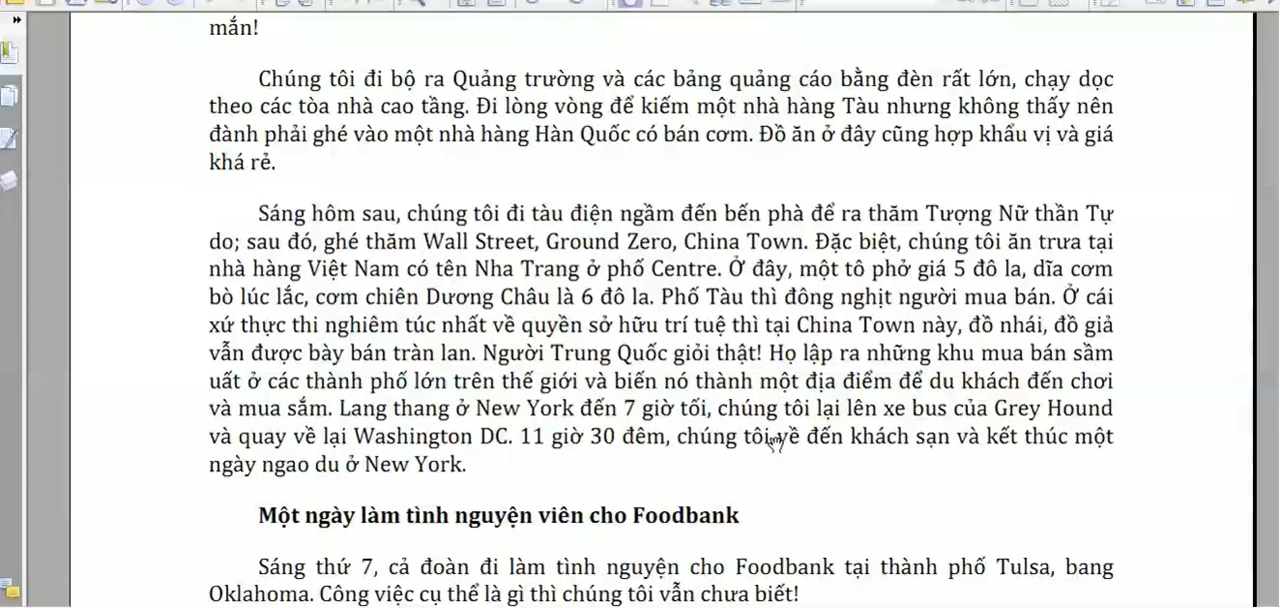 mắn!
Chúng tôi đi bộ ra Quảng trường và các bảng quảng cáo bằng đèn rất lớn, chạy dọc
theo các tòa nhà cao tầng. Đi lòng vòng để kiếm một nhà hàng Tàu nhưng không thấy nên
đành phải ghé vào một nhà hàng Hàn Quốc có bán cơm. Đồ ăn ở đây cũng hợp khẩu vị và giá
khá rẻ.
Sáng hôm sau, chúng tôi đi tàu điện ngầm đến bến phà để ra thăm Tượng Nữ thần Tự
do; sau đó, ghé thăm Wall Street, Ground Zero, China Town. Đặc biệt, chúng tôi ăn trưa tại
nhà hàng Việt Nam có tên Nha Trang ở phố Centre. Ở đây, một tô phở giá 5 đô la, dĩa cơm
bò lúc lắc, cơm chiên Dương Châu là 6 đô la. Phố Tàu thì đông nghịt người mua bán. Ở cái
xứ thực thi nghiêm túc nhất về quyền sở hữu trí tuệ thì tại China Town này, đồ nhái, đồ giả
vẫn được bày bán tràn lan. Người Trung Quốc giỏi thật! Họ lập ra những khu mua bán sầm
uất ở các thành phố lớn trên thế giới và biến nó thành một địa điểm để du khách đến chơi
và mua sắm. Lang thang ở New York đến 7 giờ tối, chúng tôi lại lên xe bus của Grey Hound
và quay về lại Washington DC. 11 giờ 30 đêm, chúng tôi về đến khách sạn và kết thúc một
ngày ngao du ở New York.
Một ngày làm tình nguyện viên cho Foodbank
Sáng thứ 7, cả đoàn đi làm tình nguyện cho Foodbank tại thành phố Tulsa, bang
Oklahoma. Công việc cụ thể là gì thì chúng tôi vẫn chưa biết!